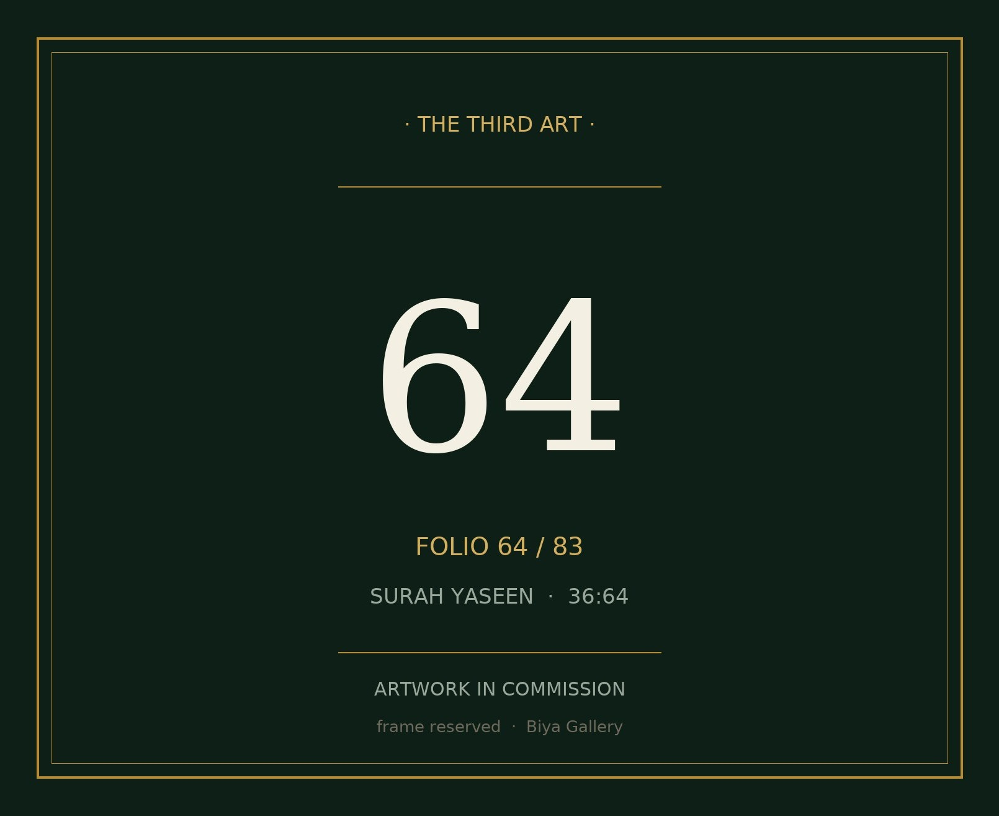 · THE THIRD ART ·
64
FOLIO 64 / 83
SURAH YASEEN · 36:64
ARTWORK IN COMMISSION
frame reserved · Biya Gallery